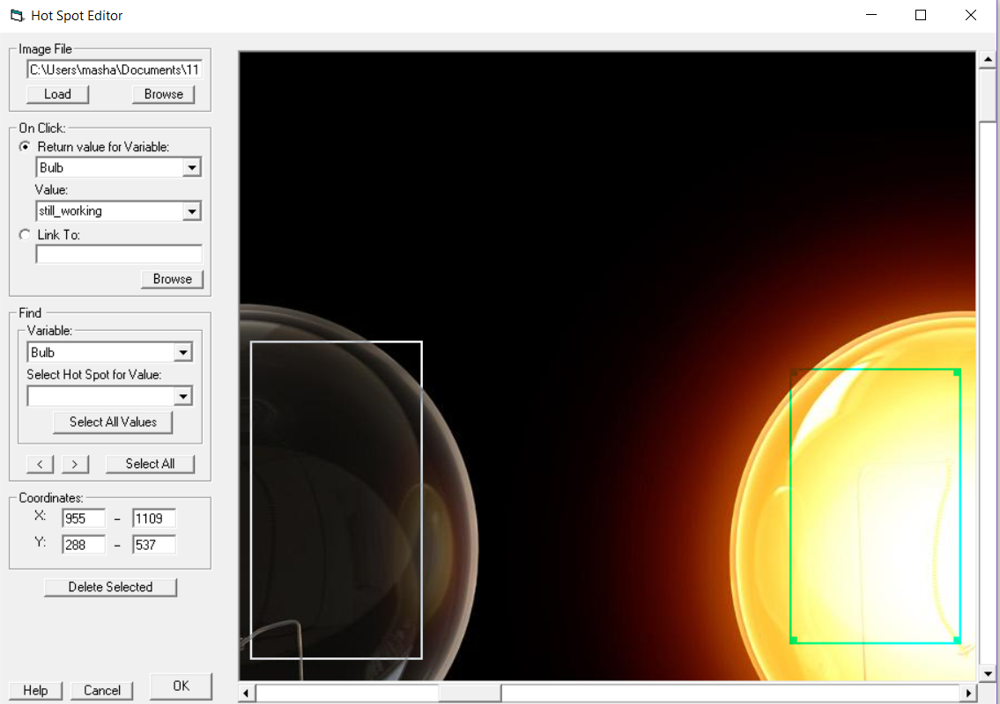 Hot Spot Editor
Image File
C:\Users\masha\Documents\11
Load Browse
On Click:
Return value for Variable:
Bulb
Value:
still_working
Link To:
Browse
Find
Variable:
Bulb
Select Hot Spot for Value:
Select All Values
< > Select All
Coordinates:
X: 955 - 1109
Y: 288 - 537
Delete Selected
Help Cancel OK